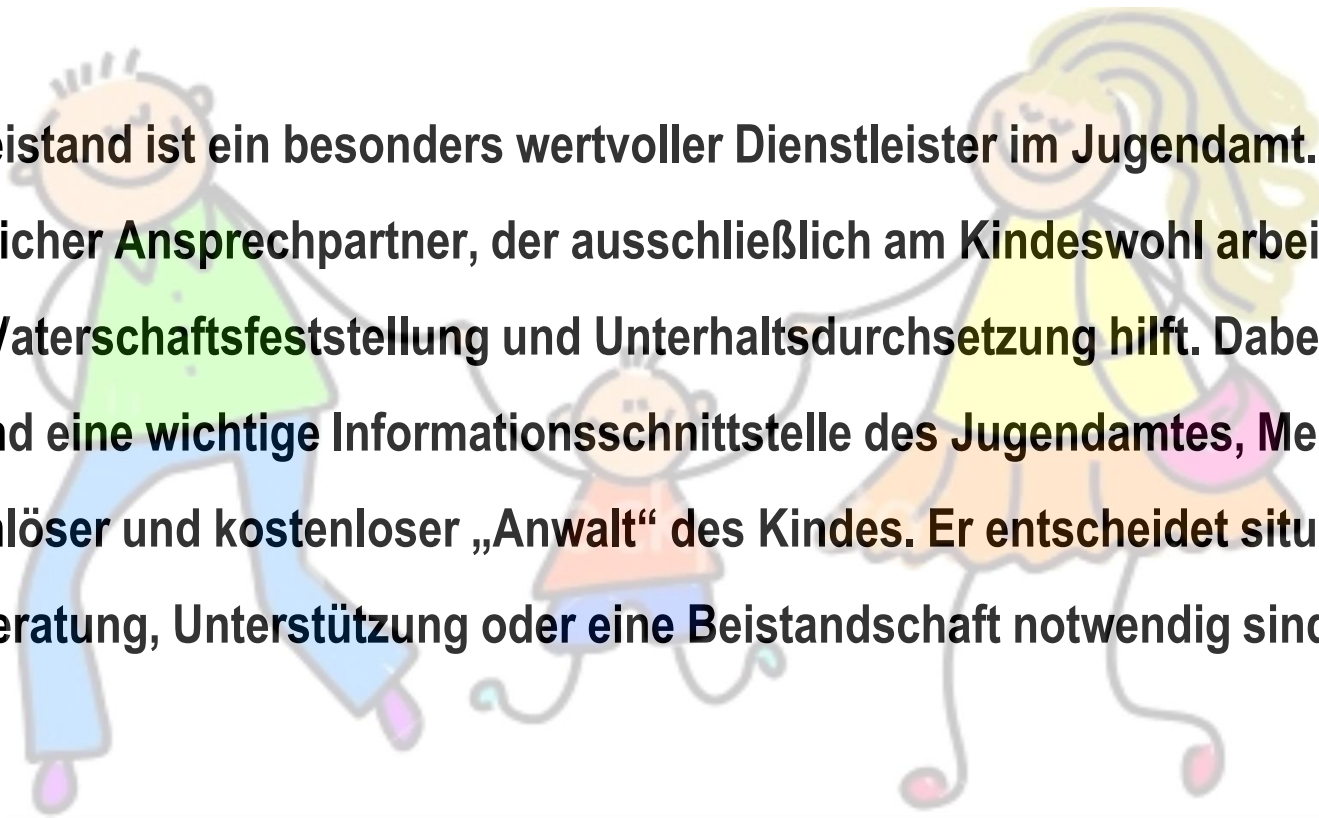 eistand ist ein besonders wertvoller Dienstleister im Jugendamt.
icher Ansprechpartner, der ausschließlich am Kindeswohl arbei
Vaterschaftsfeststellung und Unterhaltsdurchsetzung hilft. Dabe
nd eine wichtige Informationsschnittstelle des Jugendamtes, Me
löser und kostenloser „Anwalt“ des Kindes. Er entscheidet situ
eratung, Unterstützung oder eine Beistandschaft notwendig sind